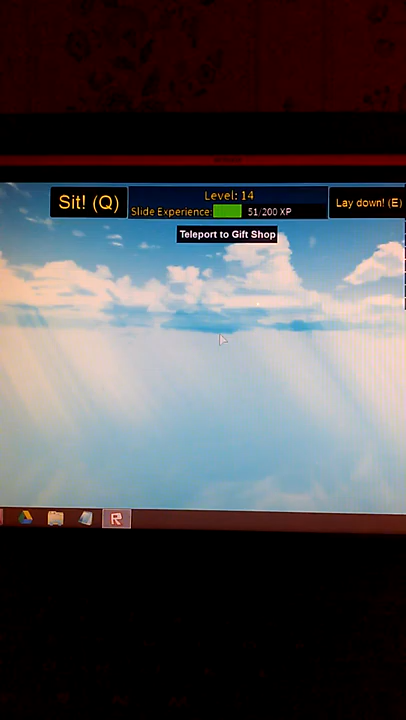 Sit! (Q)
Level: 14
Slide Experience:
51/200 XP
Lay down! (E)
Teleport to Gift Shop